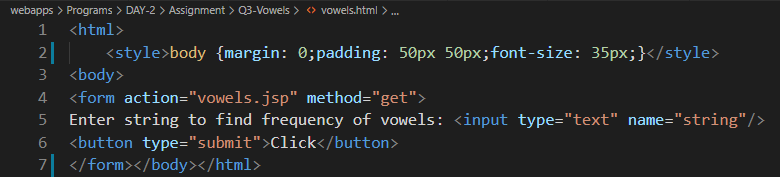 webapps > Programs > DAY-2 > Assignment > Q3-Vowels > <> vowels.html > ...
1 <html>
2     <style>body {margin: 0;padding: 50px 50px;font-size: 35px;}</style>
3 <body>
4 <form action="vowels.jsp" method="get">
5 Enter string to find frequency of vowels: <input type="text" name="string"/>
6 <button type="submit">Click</button>
7 </form></body></html>